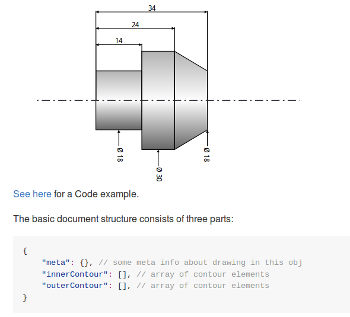 34
24
14
Ø 18
Ø 30
Ø 18
See here for a Code example.
The basic document structure consists of three parts:
{
"meta": {}, // some meta info about drawing in this obj
"innerContour": [], // array of contour elements
"outerContour": [], // array of contour elements
}